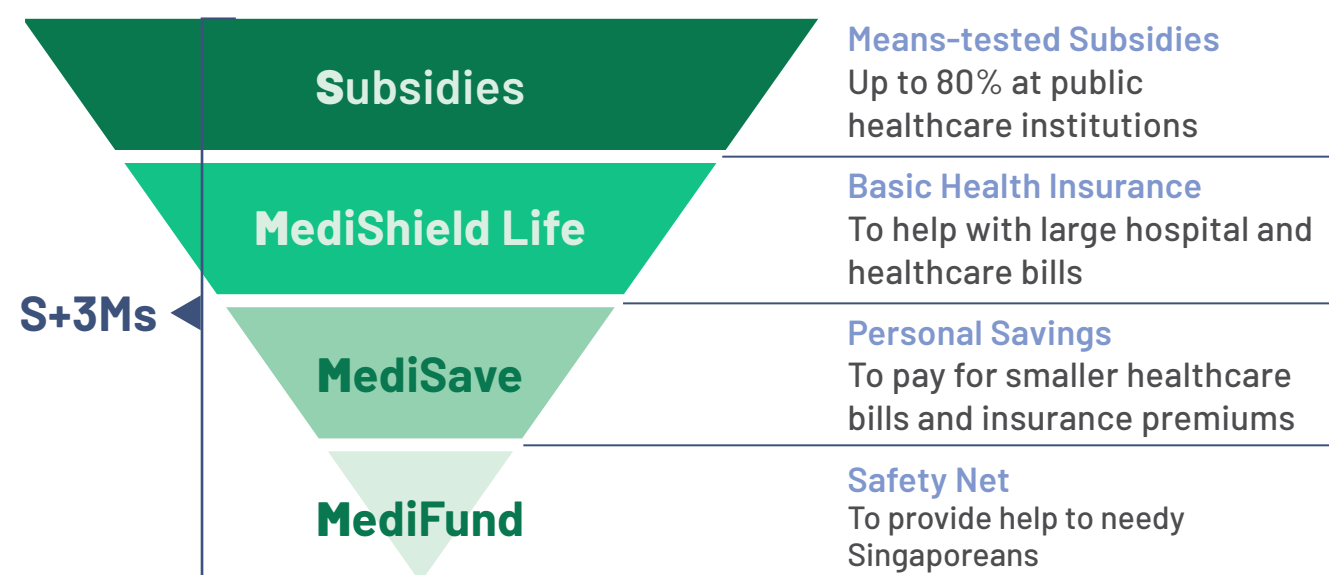 Subsidies
Means-tested Subsidies
Up to 80% at public
healthcare institutions
MediShield Life
Basic Health Insurance
To help with large hospital and
healthcare bills
S+3Ms
MediSave
Personal Savings
To pay for smaller healthcare
bills and insurance premiums
MediFund
Safety Net
To provide help to needy
Singaporeans